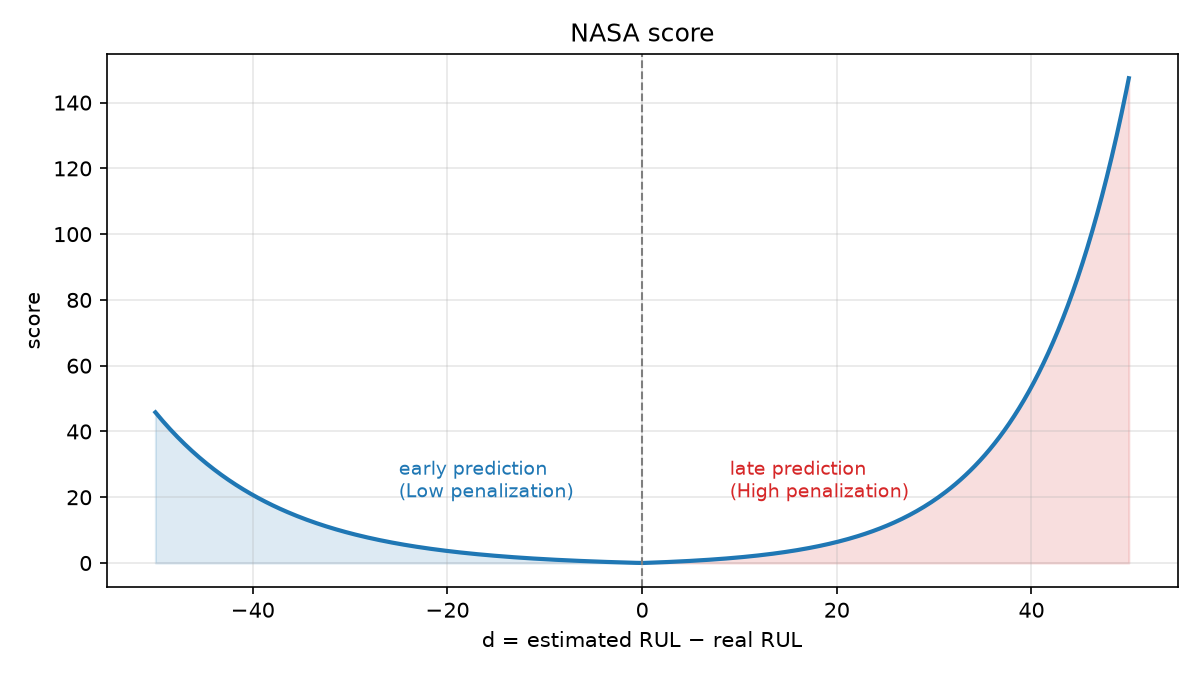 NASA score
score
140
120
100
80
60
40
20
0
early prediction
(Low penalization)
late prediction
(High penalization)
−40
−20
0
20
40
d = estimated RUL − real RUL